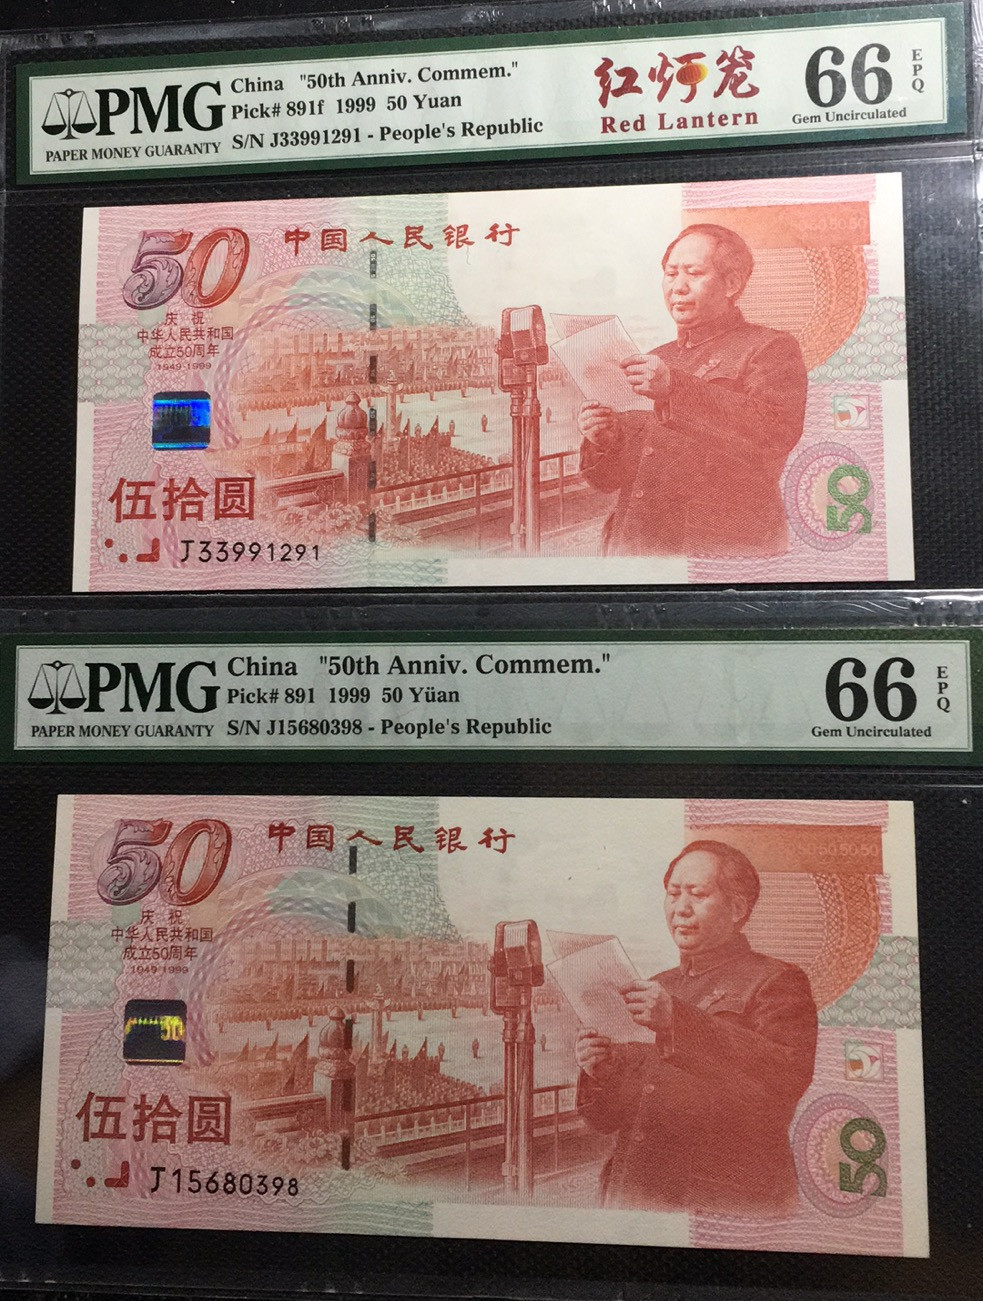 PMG
PAPER MONEY GUARANTY
China "50th Anniv. Commem."
Pick# 891f 1999 50 Yuan
S/N J33991291 - People's Republic
红灯笼
Red Lantern
66
EPQ
Gem Uncirculated
50
中国人民银行
庆祝
中华人民共和国
成立50周年
1949-1999
伍拾圆
J33991291
50
PMG
PAPER MONEY GUARANTY
China "50th Anniv. Commem."
Pick# 891 1999 50 Yüan
S/N J15680398 - People's Republic
66
EPQ
Gem Uncirculated
50
中国人民银行
庆祝
中华人民共和国
成立50周年
1949-1999
50
伍拾圆
J15680398
50 50 50
50